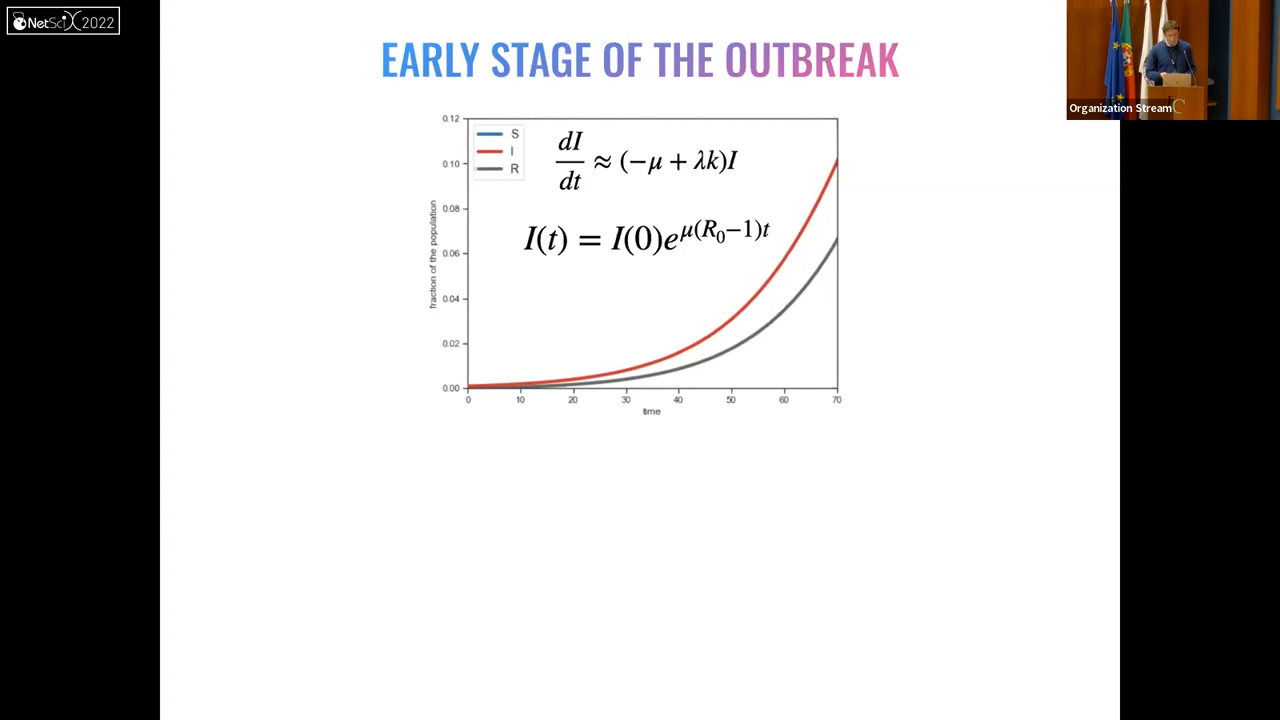 NetSciX 2022
EARLY STAGE OF THE OUTBREAK
Organization Stream
S
I
R
dI/dt ≈ (−μ + λk)I
I(t) = I(0)e^{μ(R₀−1)t}
fraction of the population
0.12
0.10
0.08
0.06
0.04
0.02
0.00
0 10 20 30 40 50 60 70
time